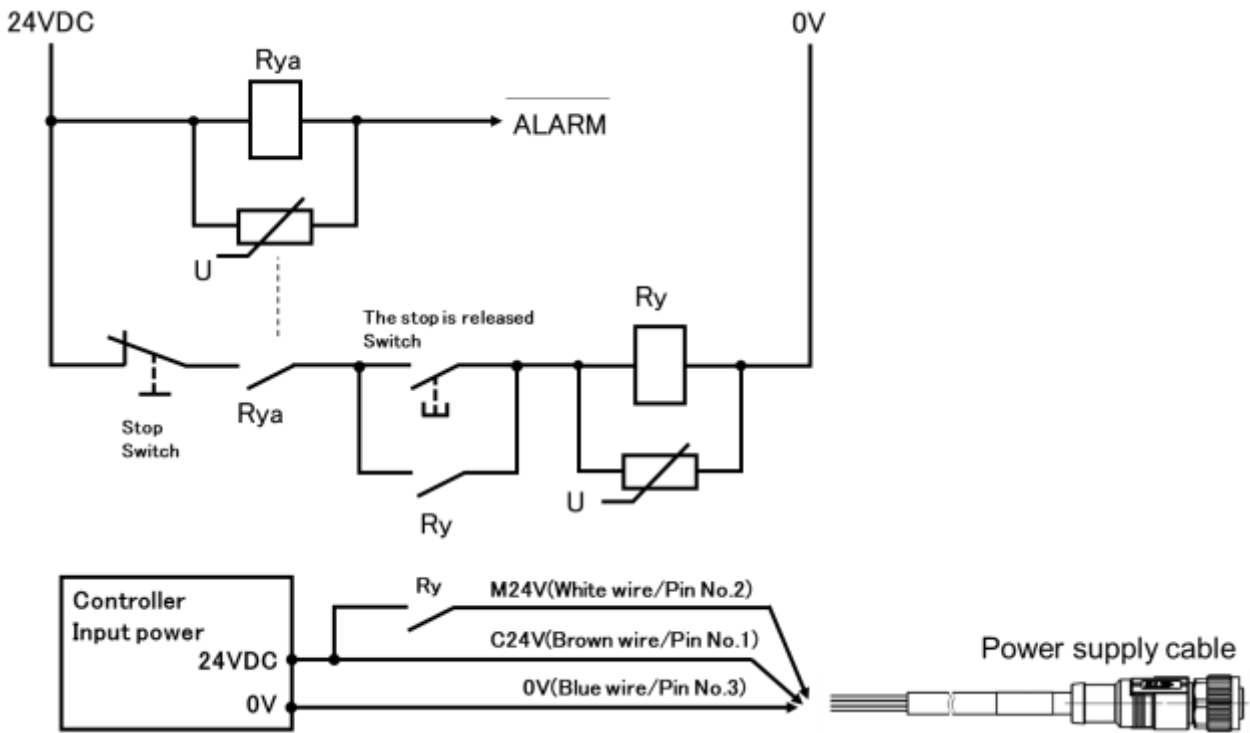 24VDC
0V
Rya
ALARM
U
Ry
The stop is released
Switch
Rya
Stop
Switch
U
Ry
Controller
Input power
24VDC
0V
Ry
M24V(White wire/Pin No.2)
C24V(Brown wire/Pin No.1)
0V(Blue wire/Pin No.3)
Power supply cable